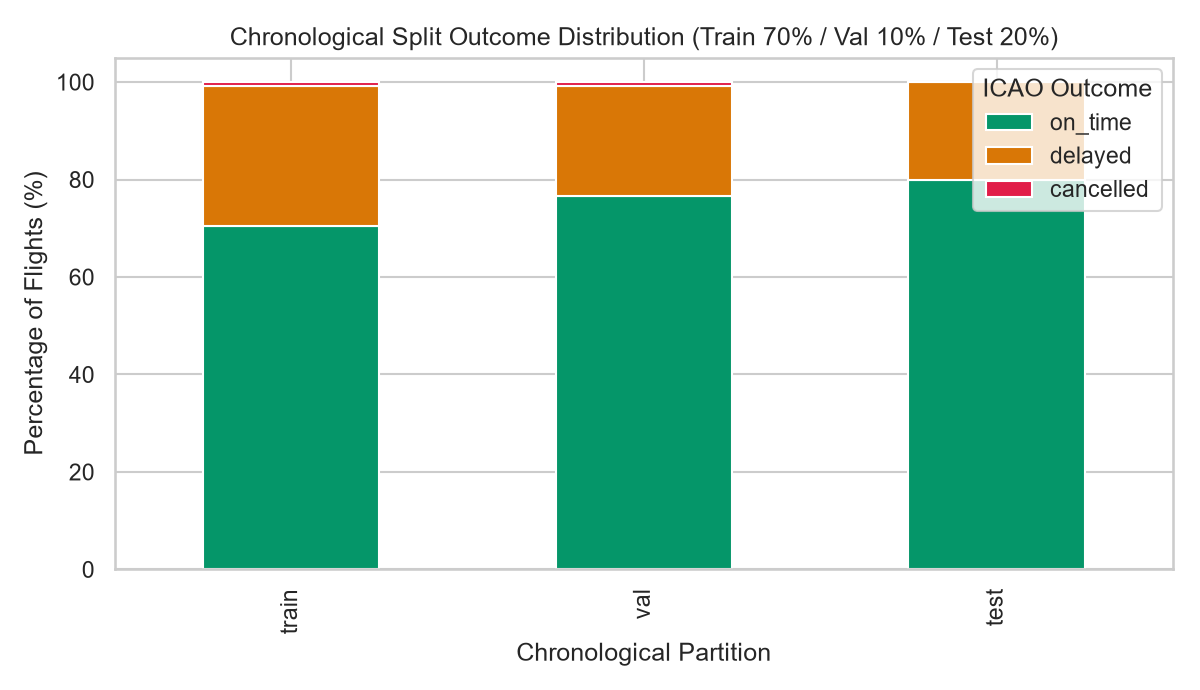 Chronological Split Outcome Distribution (Train 70% / Val 10% / Test 20%)
ICAO Outcome
on_time
delayed
cancelled
Percentage of Flights (%)
100
80
60
40
20
0
train
val
test
Chronological Partition